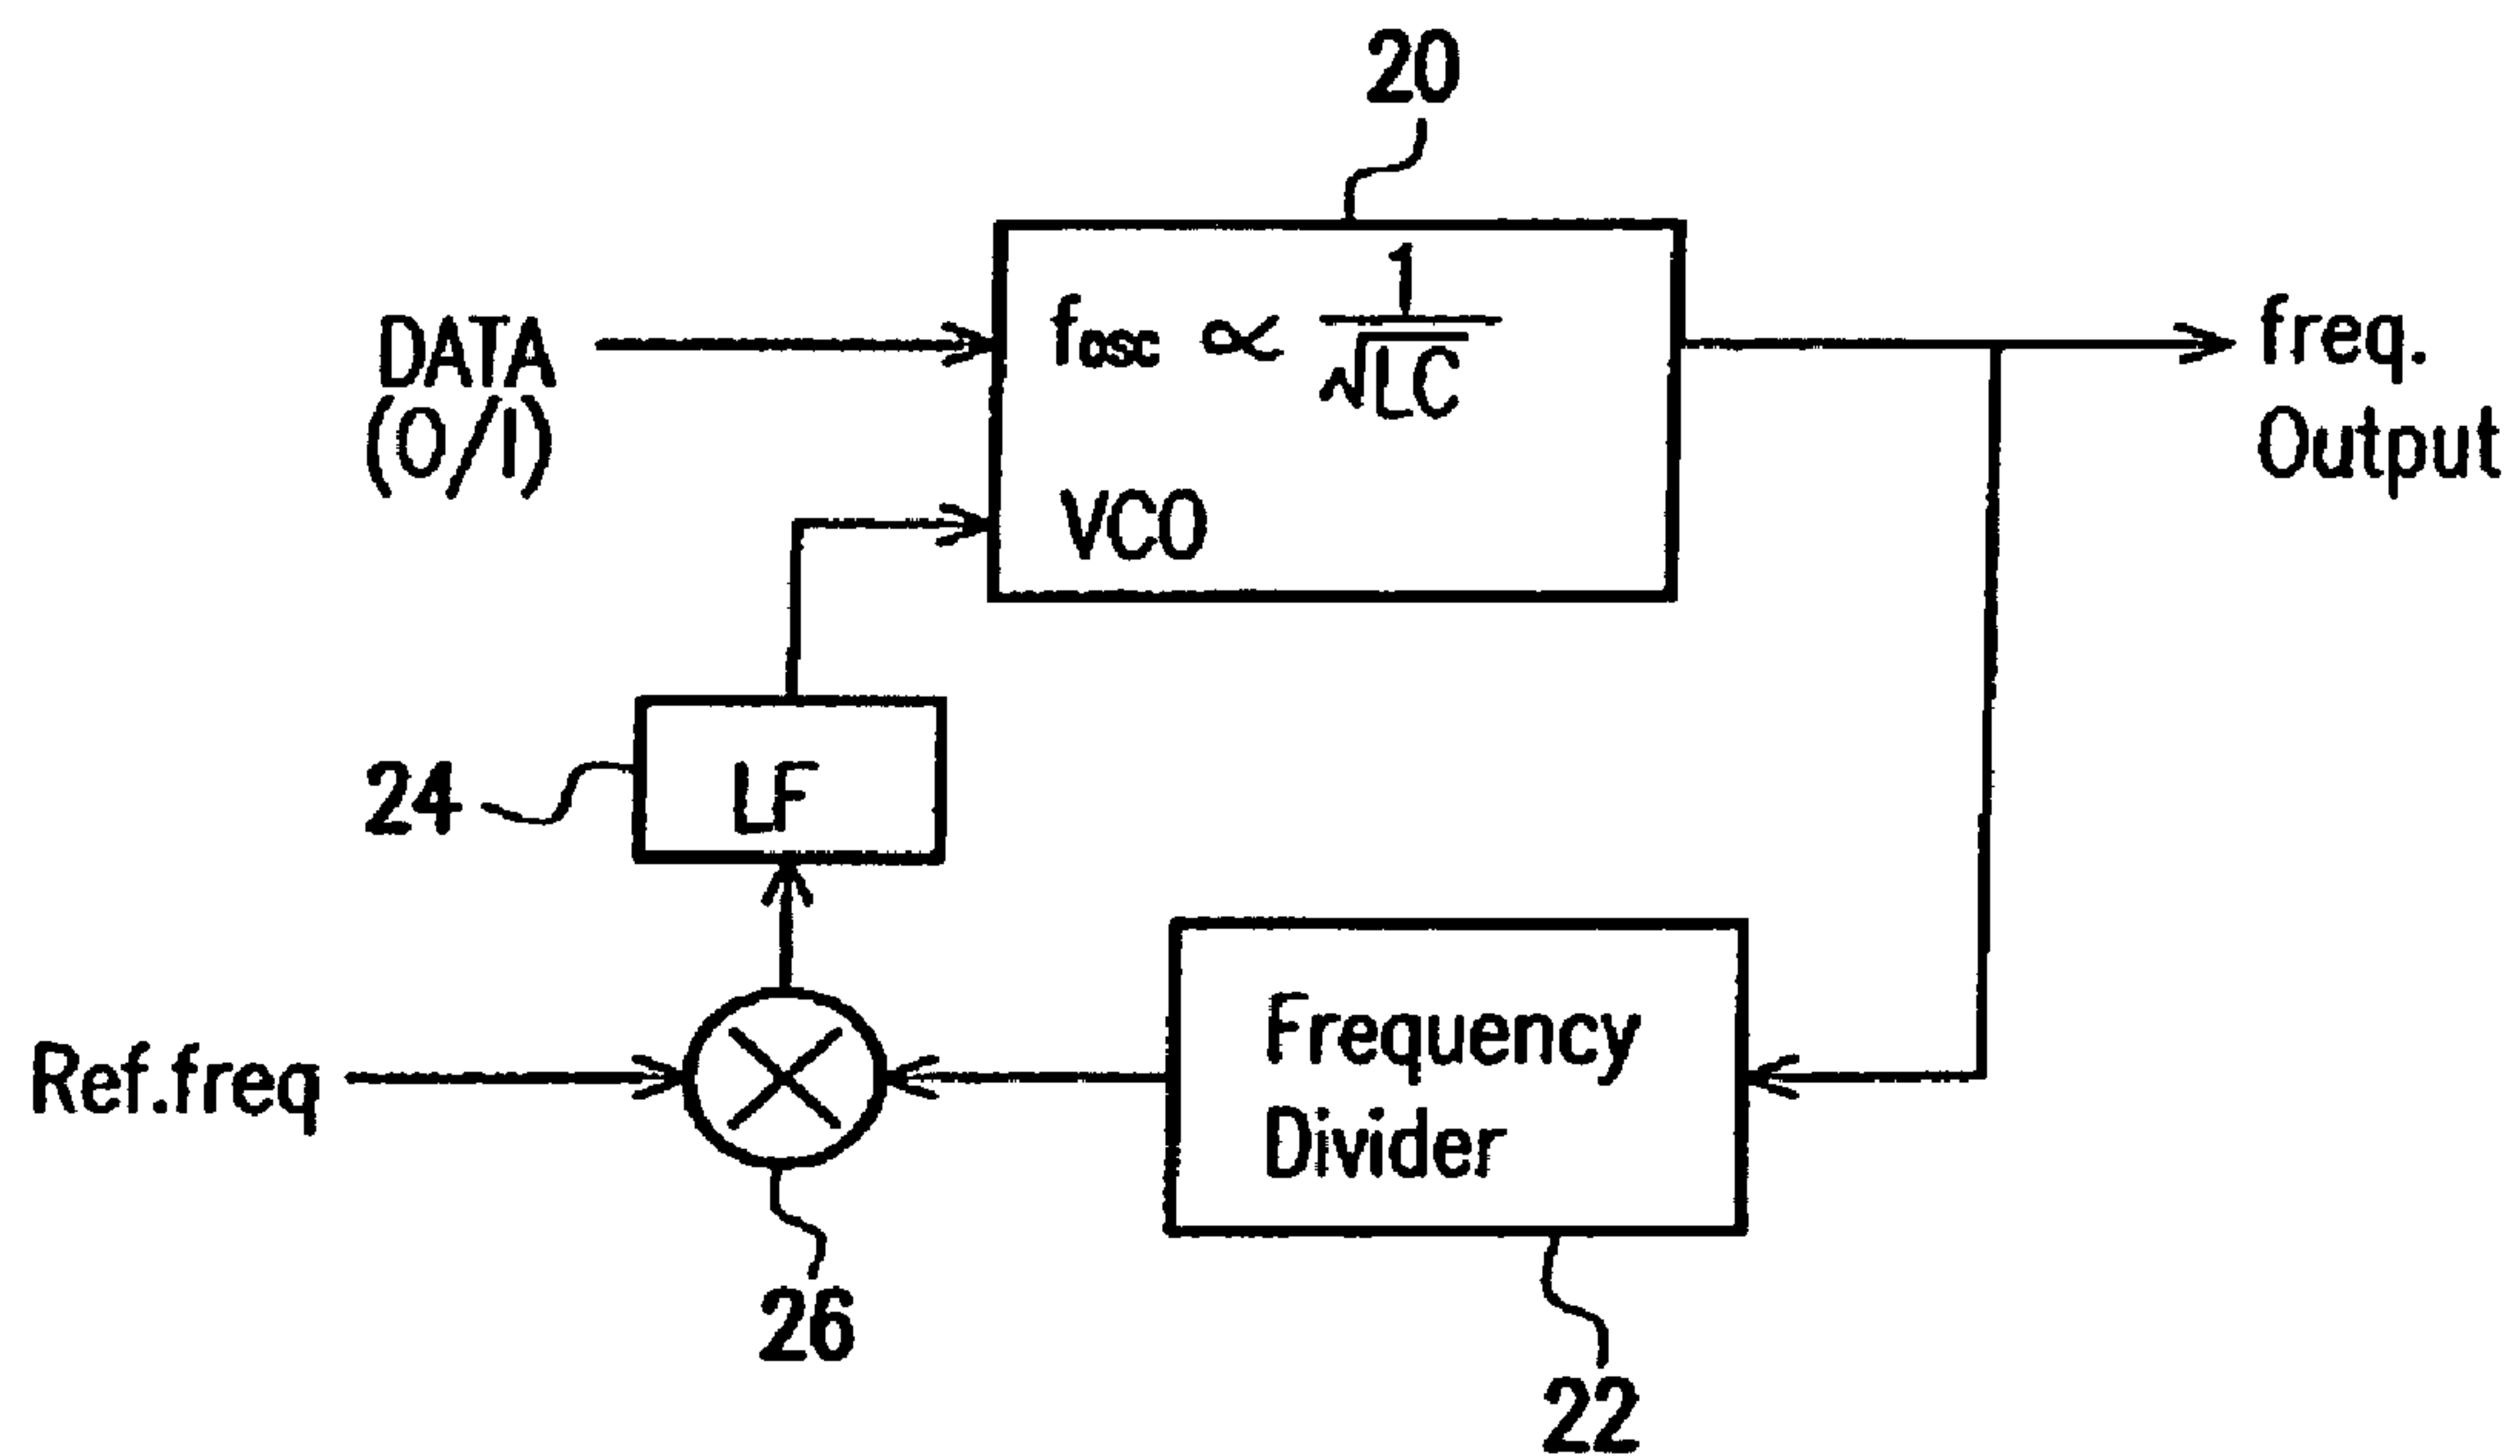 20
DATA
(0/1)
fosc ∝ 1/√LC
VCO
freq.
Output
24
LF
Ref.freq
Frequency
Divider
26
22